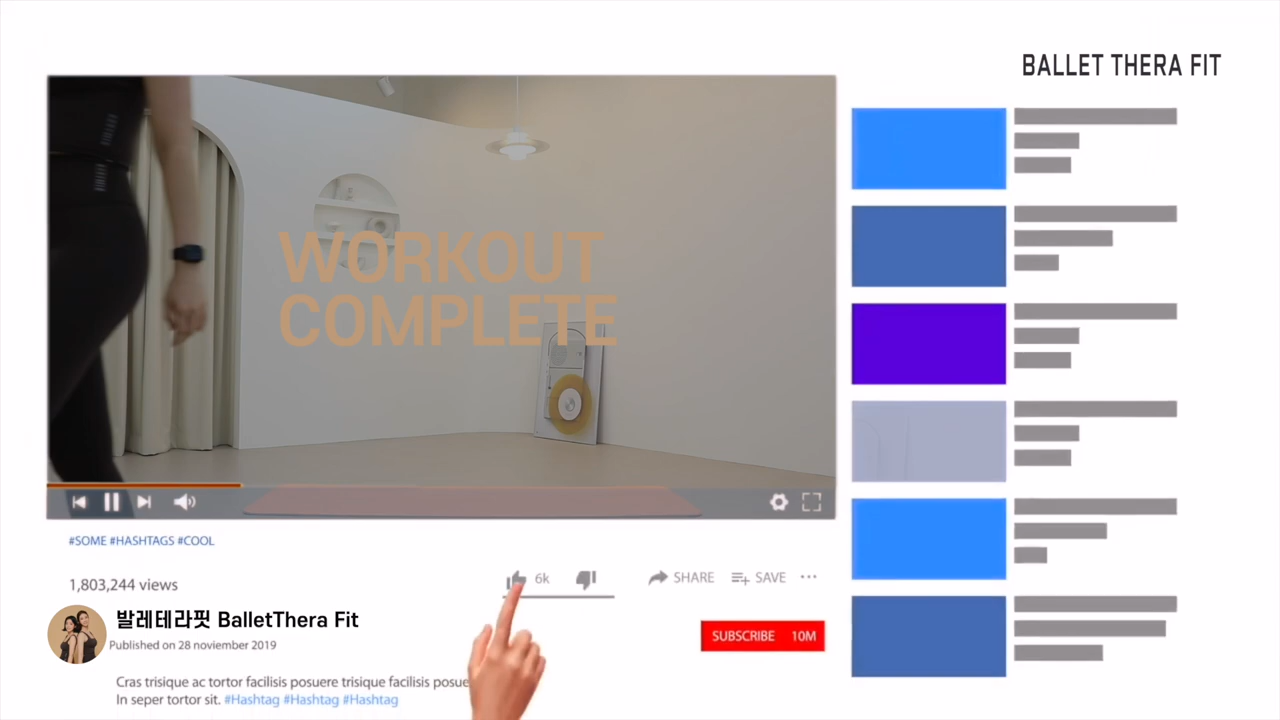 BALLET THERA FIT
WORKOUT
COMPLETE
#SOME #HASHTAGS #COOL
1,803,244 views
6k
SHARE
SAVE
발레테라핏 BalletThera Fit
Published on 28 noviember 2019
SUBSCRIBE 10M
Cras trisique ac tortor facilisis posuere trisique facilisis posue
In seper tortor sit. #Hashtag #Hashtag #Hashtag